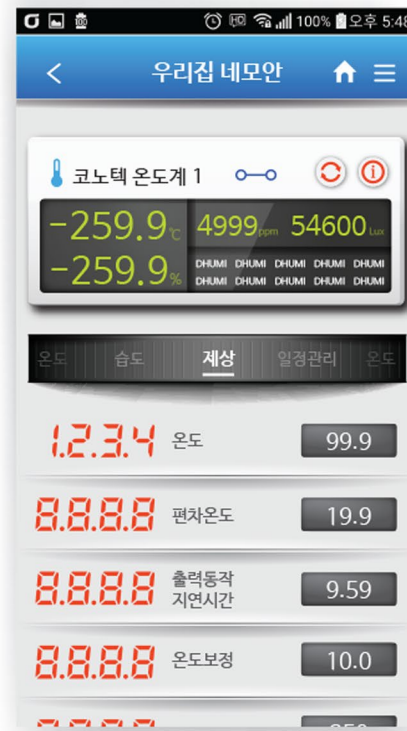 100% 오후 5:48
우리집 네모안
코노텍 온도계 1
-259.9℃ 4999ppm 54600Lux
-259.9% DHUMI DHUMI DHUMI DHUMI DHUMI
DHUMI DHUMI DHUMI DHUMI DHUMI
온도 습도 제상 일정관리 온도
1.2.3.4 온도 99.9
8.8.8.8 편차온도 19.9
8.8.8.8 출력동작 지연시간 9.59
8.8.8.8 온도보정 10.0